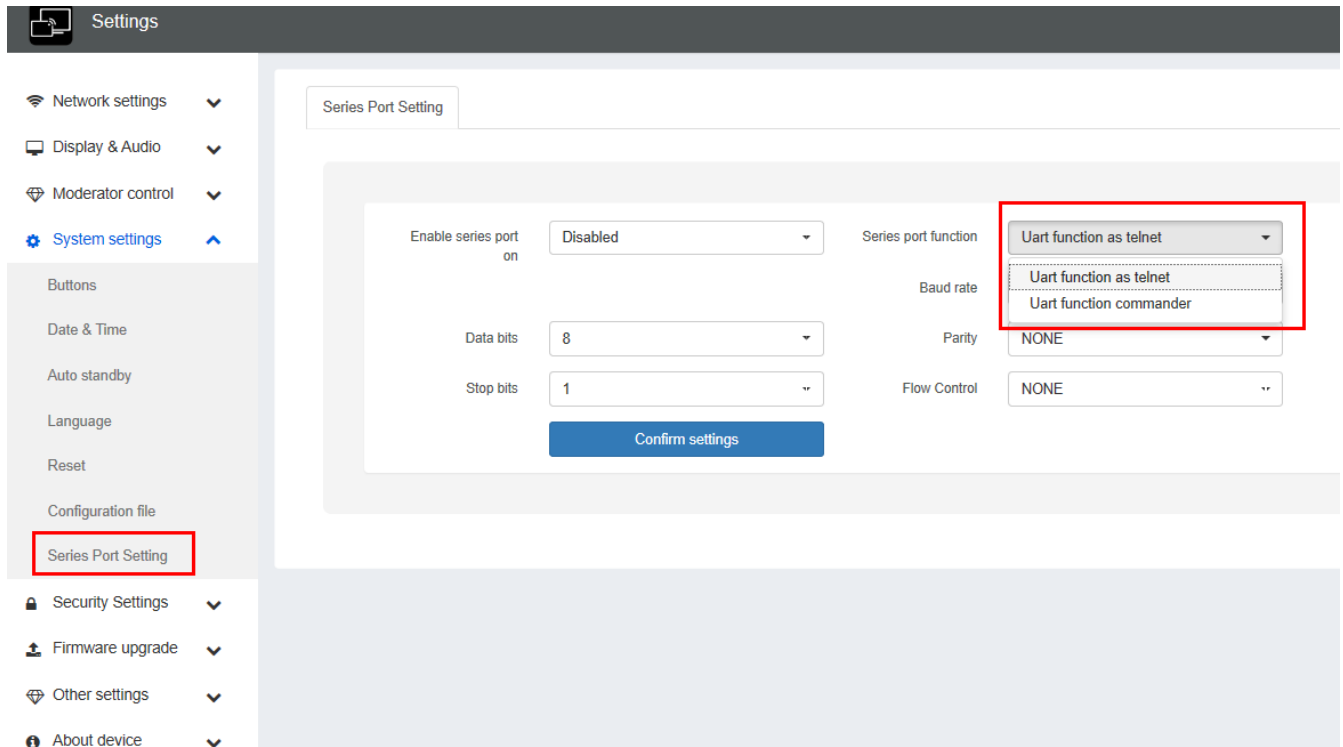 Settings
Network settings
Display & Audio
Moderator control
System settings
Buttons
Date & Time
Auto standby
Language
Reset
Configuration file
Series Port Setting
Security Settings
Firmware upgrade
Other settings
About device
Series Port Setting
Enable series port
on
Disabled
Series port function
Uart function as telnet
Uart function as telnet
Uart function commander
Baud rate
Data bits
8
Parity
NONE
Stop bits
1
Flow Control
NONE
Confirm settings